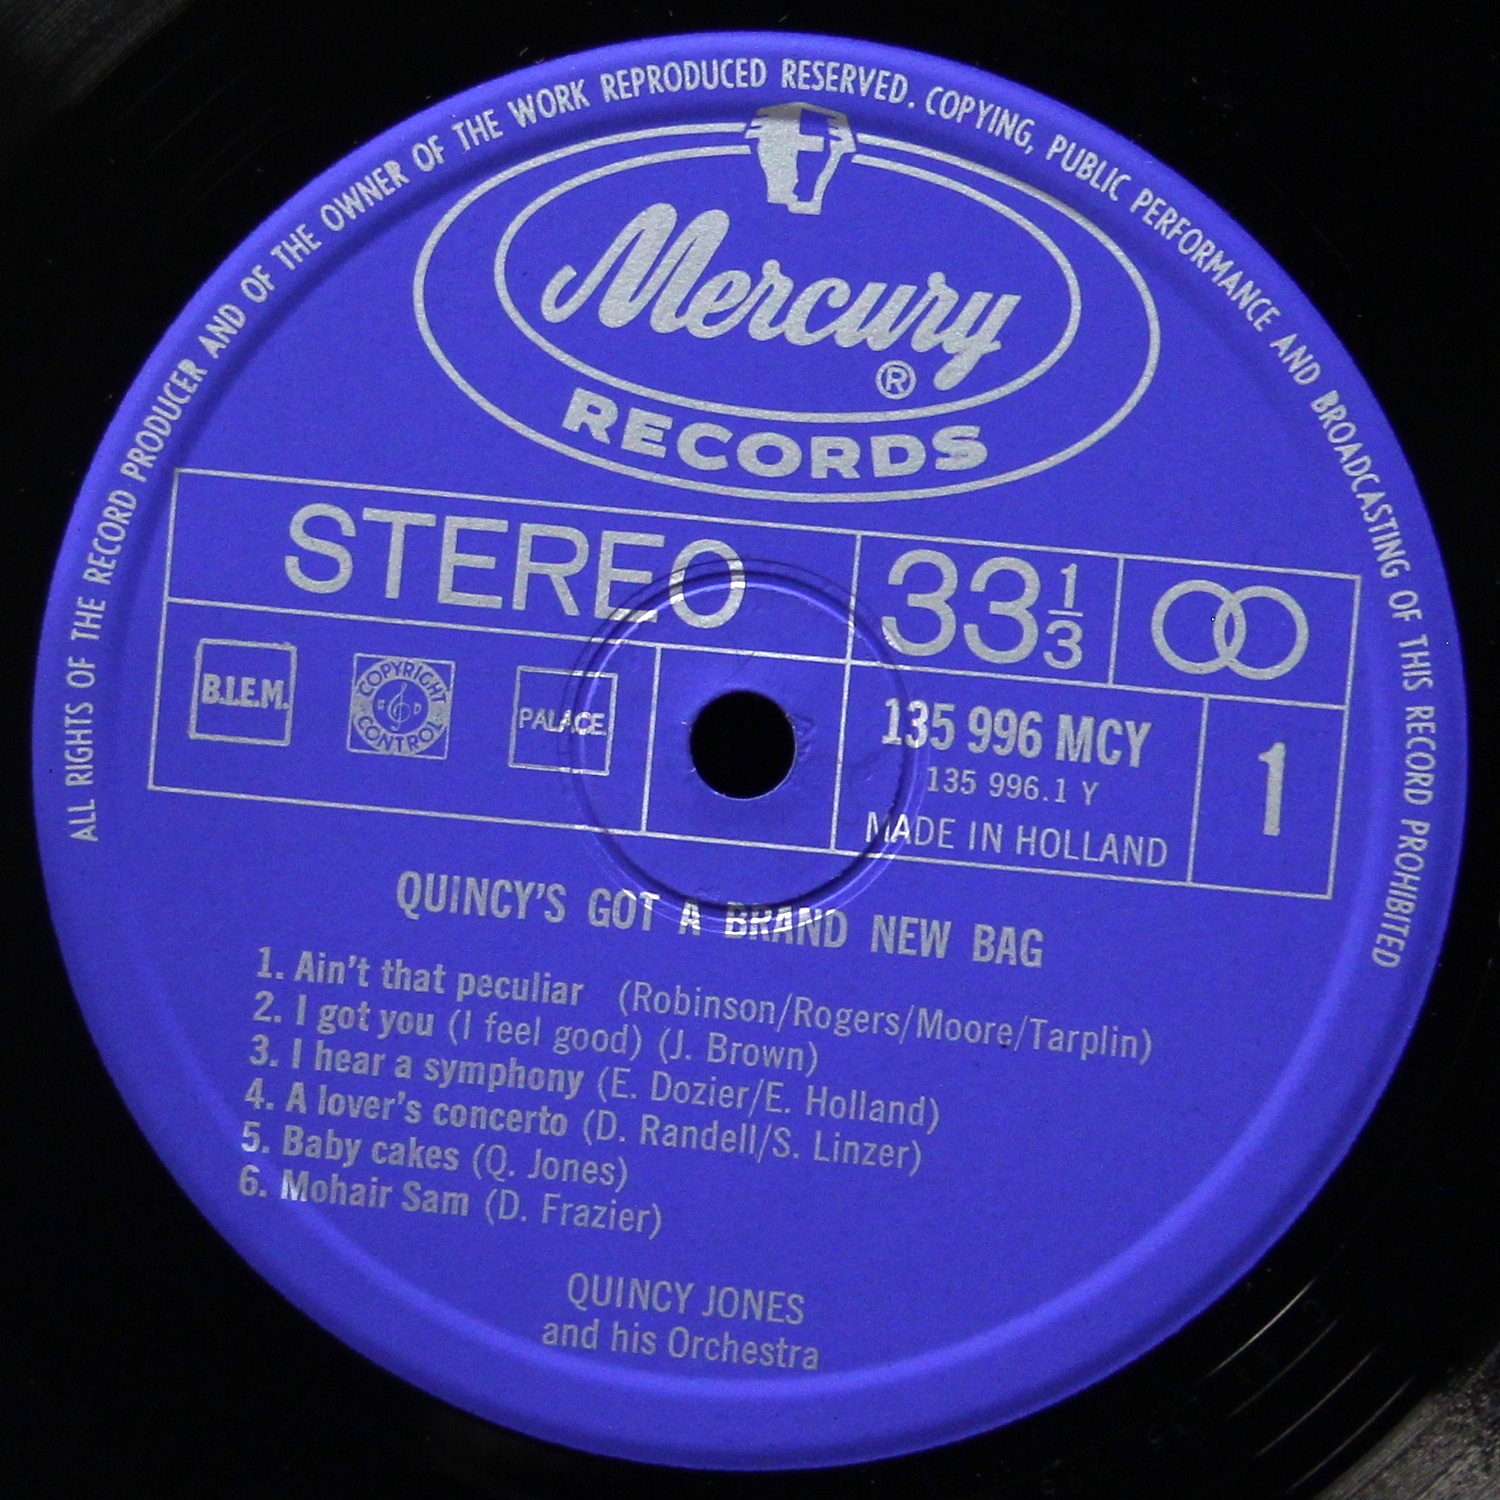 ALL RIGHTS OF THE RECORD PRODUCER AND OF THE OWNER OF THE WORK REPRODUCED RESERVED. COPYING, PUBLIC PERFORMANCE AND BROADCASTING OF THIS RECORD PROHIBITED
Mercury
®
RECORDS
STEREO 33 1/3
B.I.E.M. COPYRIGHT CONTROL PALACE 135 996 MCY 1
135 996.1 Y
MADE IN HOLLAND
QUINCY'S GOT A BRAND NEW BAG
1. Ain't that peculiar (Robinson/Rogers/Moore/Tarplin)
2. I got you (I feel good) (J. Brown)
3. I hear a symphony (E. Dozier/E. Holland)
4. A lover's concerto (D. Randell/S. Linzer)
5. Baby cakes (Q. Jones)
6. Mohair Sam (D. Frazier)
QUINCY JONES
and his Orchestra